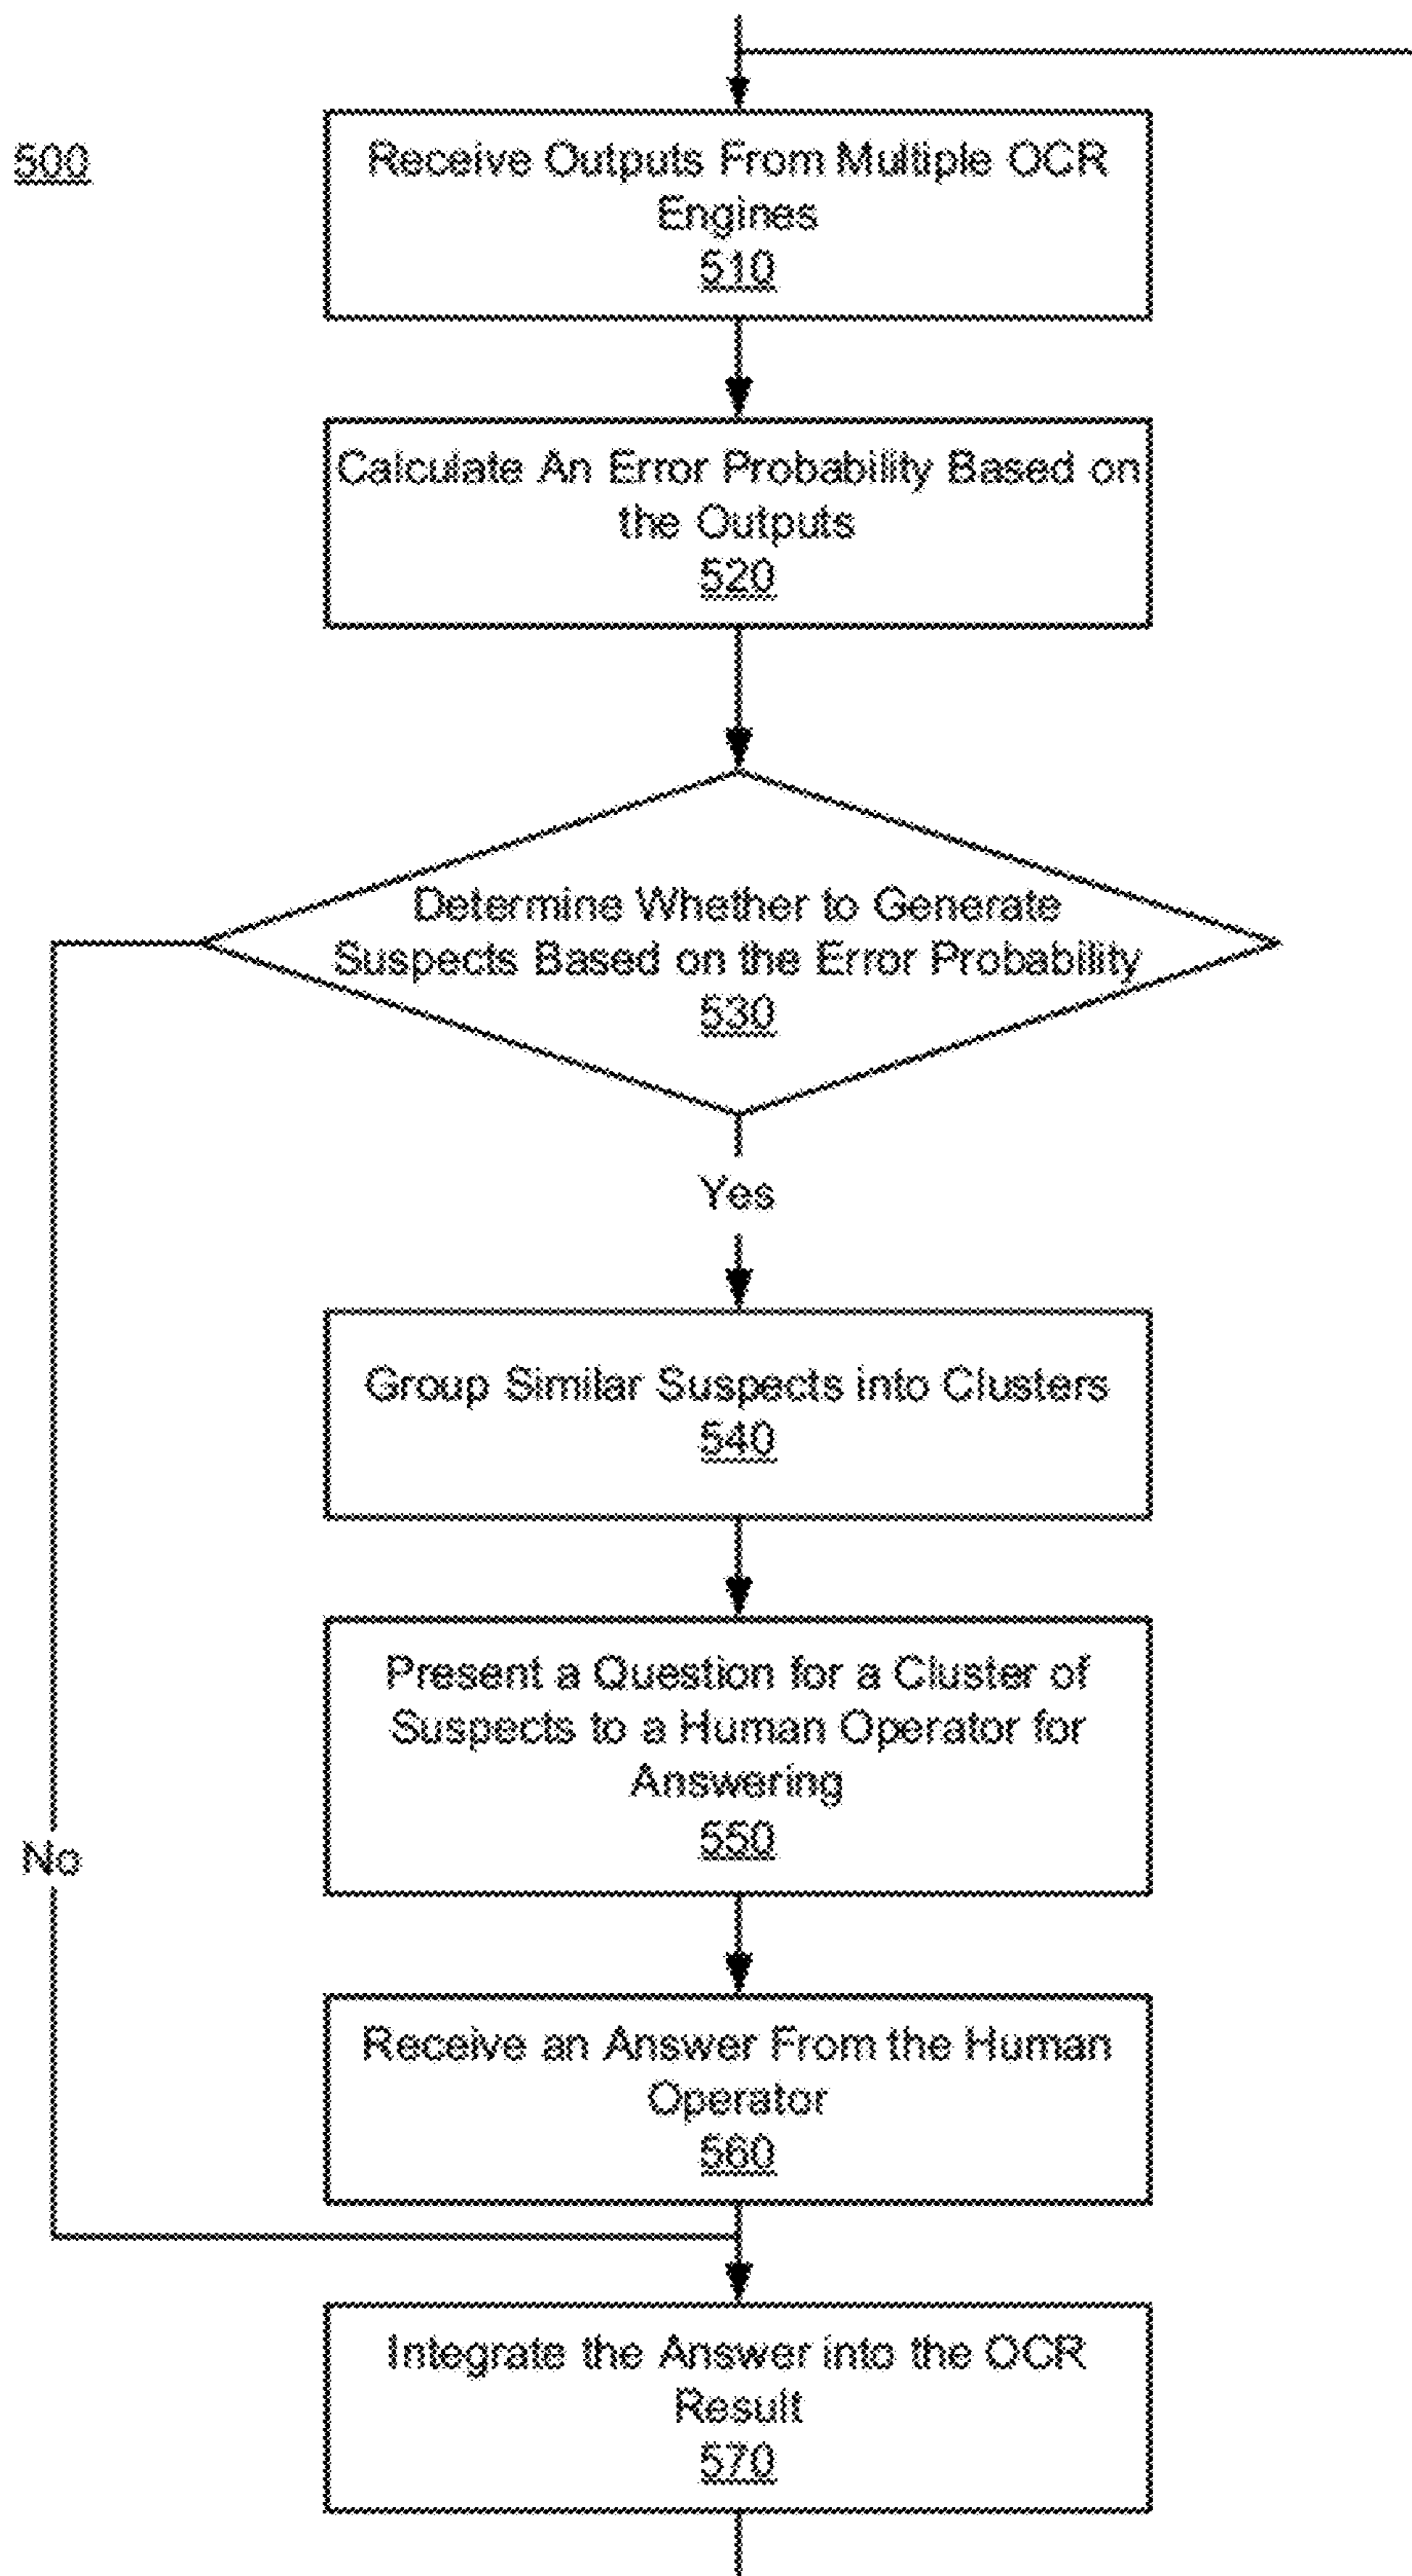 500
Receive Outputs From Multiple OCR
Engines
510
Calculate An Error Probability Based on
the Outputs
520
Determine Whether to Generate
Suspects Based on the Error Probability
530
Yes
Group Similar Suspects into Clusters
540
Present a Question for a Cluster of
Suspects to a Human Operator for
Answering
550
No
Receive an Answer From the Human
Operator
560
Integrate the Answer into the OCR
Result
570